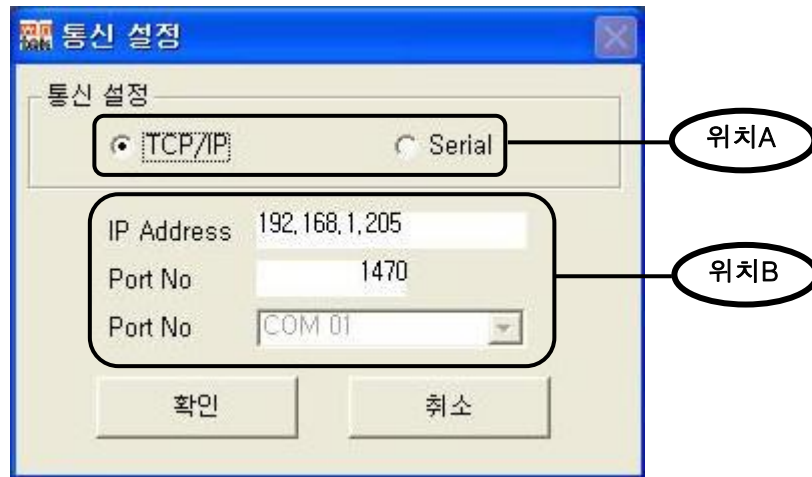 통신 설정
통신 설정
TCP/IP Serial
위치A
IP Address 192,168,1,205
Port No 1470
위치B
Port No COM 01
확인 취소